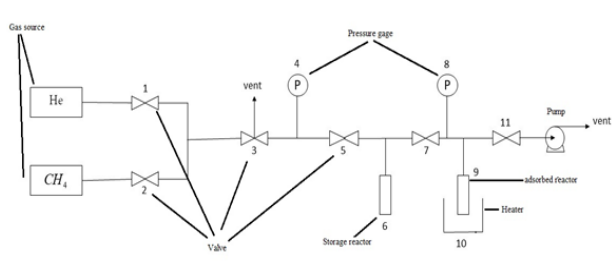 Gas source
Pressure gage
4
8
P
P
He
1
vent
Pump
vent
11
3
5
7
CH₄
2
9
adsorbed reactor
Heater
6
10
Valve
Storage reactor